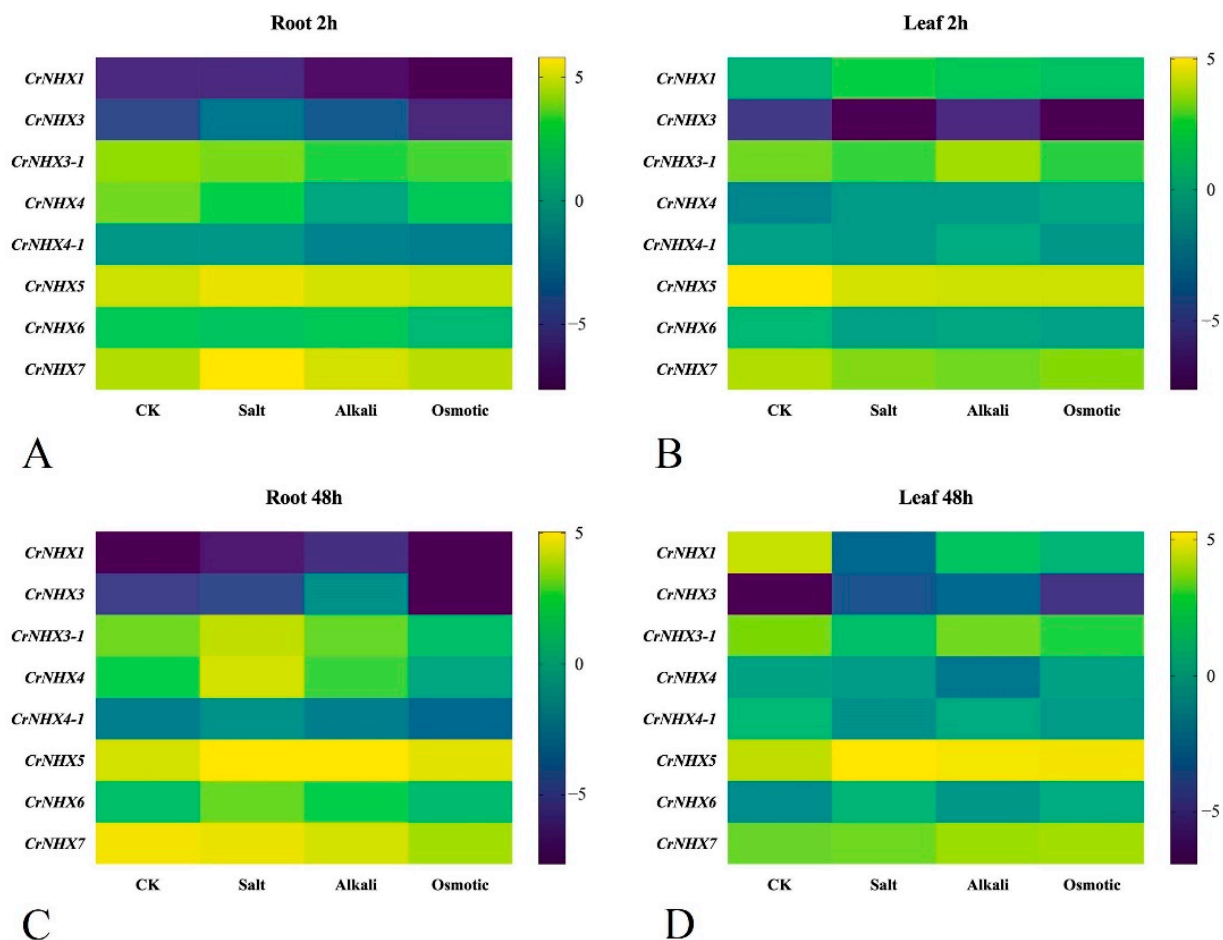 Root 2h
CrNHX1
CrNHX3
CrNHX3-1
CrNHX4
CrNHX4-1
CrNHX5
CrNHX6
CrNHX7
CK Salt Alkali Osmotic
5
0
−5
A
Leaf 2h
CrNHX1
CrNHX3
CrNHX3-1
CrNHX4
CrNHX4-1
CrNHX5
CrNHX6
CrNHX7
CK Salt Alkali Osmotic
5
0
−5
B
Root 48h
CrNHX1
CrNHX3
CrNHX3-1
CrNHX4
CrNHX4-1
CrNHX5
CrNHX6
CrNHX7
CK Salt Alkali Osmotic
5
0
−5
C
Leaf 48h
CrNHX1
CrNHX3
CrNHX3-1
CrNHX4
CrNHX4-1
CrNHX5
CrNHX6
CrNHX7
CK Salt Alkali Osmotic
5
0
−5
D